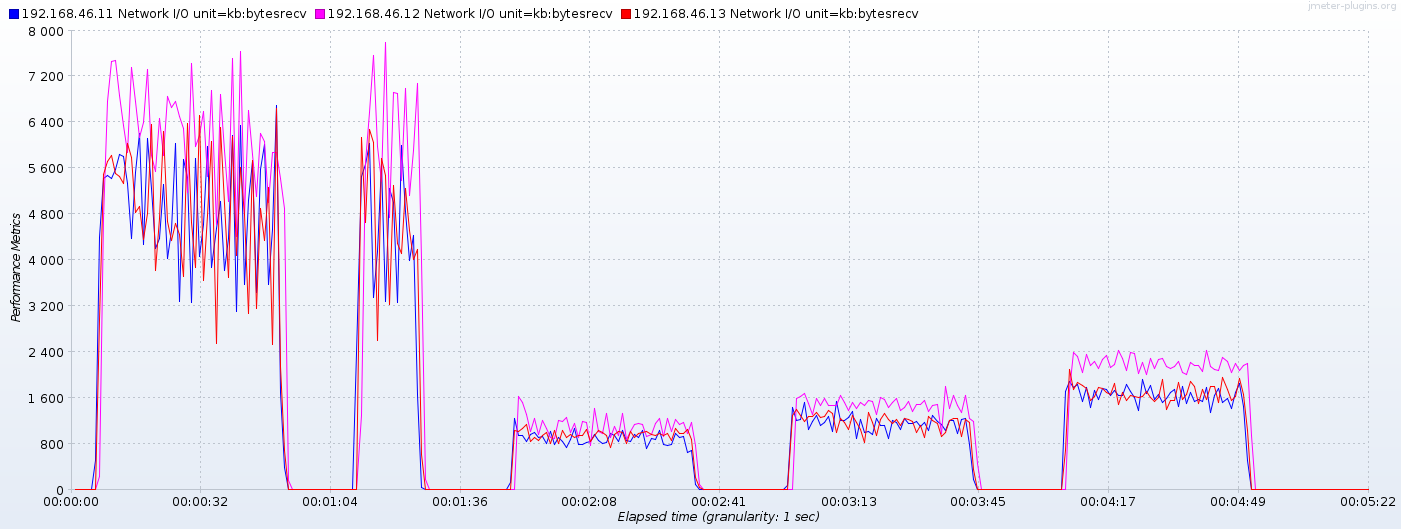 192.168.46.11 Network I/O unit=kb:bytesrecv 192.168.46.12 Network I/O unit=kb:bytesrecv 192.168.46.13 Network I/O unit=kb:bytesrecv
jmeter-plugins.org
8 000
7 200
6 400
5 600
4 800
4 000
3 200
2 400
1 600
800
0
Performance Metrics
00:00:00 00:00:32 00:01:04 00:01:36 00:02:08 00:02:41 00:03:13 00:03:45 00:04:17 00:04:49 00:05:22
Elapsed time (granularity: 1 sec)